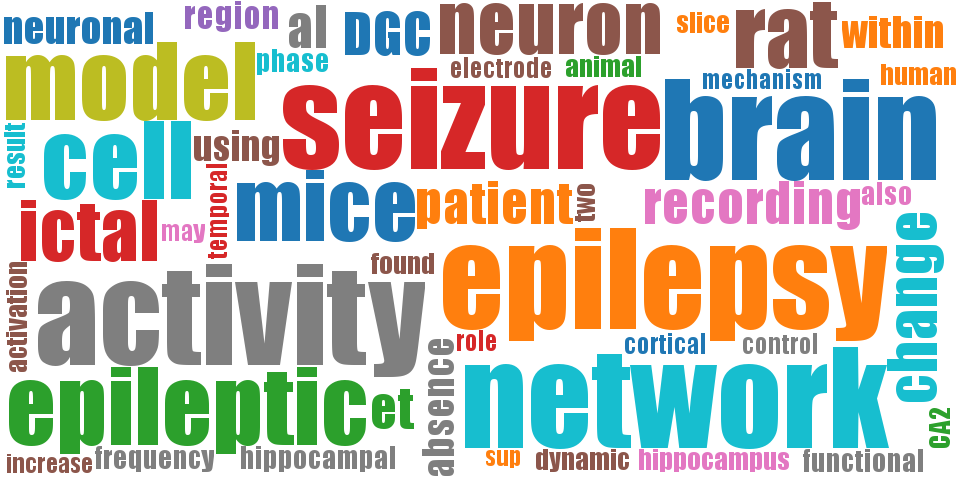 neuronal
region
al
DGC
neuron
slice
rat
within
model
phase
electrode
animal
mechanism
human
seizure
brain
result
cell
using
temporal
mice
patient
two
recording
also
ictal
may
activation
activity
found
epilepsy
change
role
cortical
control
absence
network
epileptic
et
CA2
increase
frequency
hippocampal
sup
dynamic
hippocampus
functional